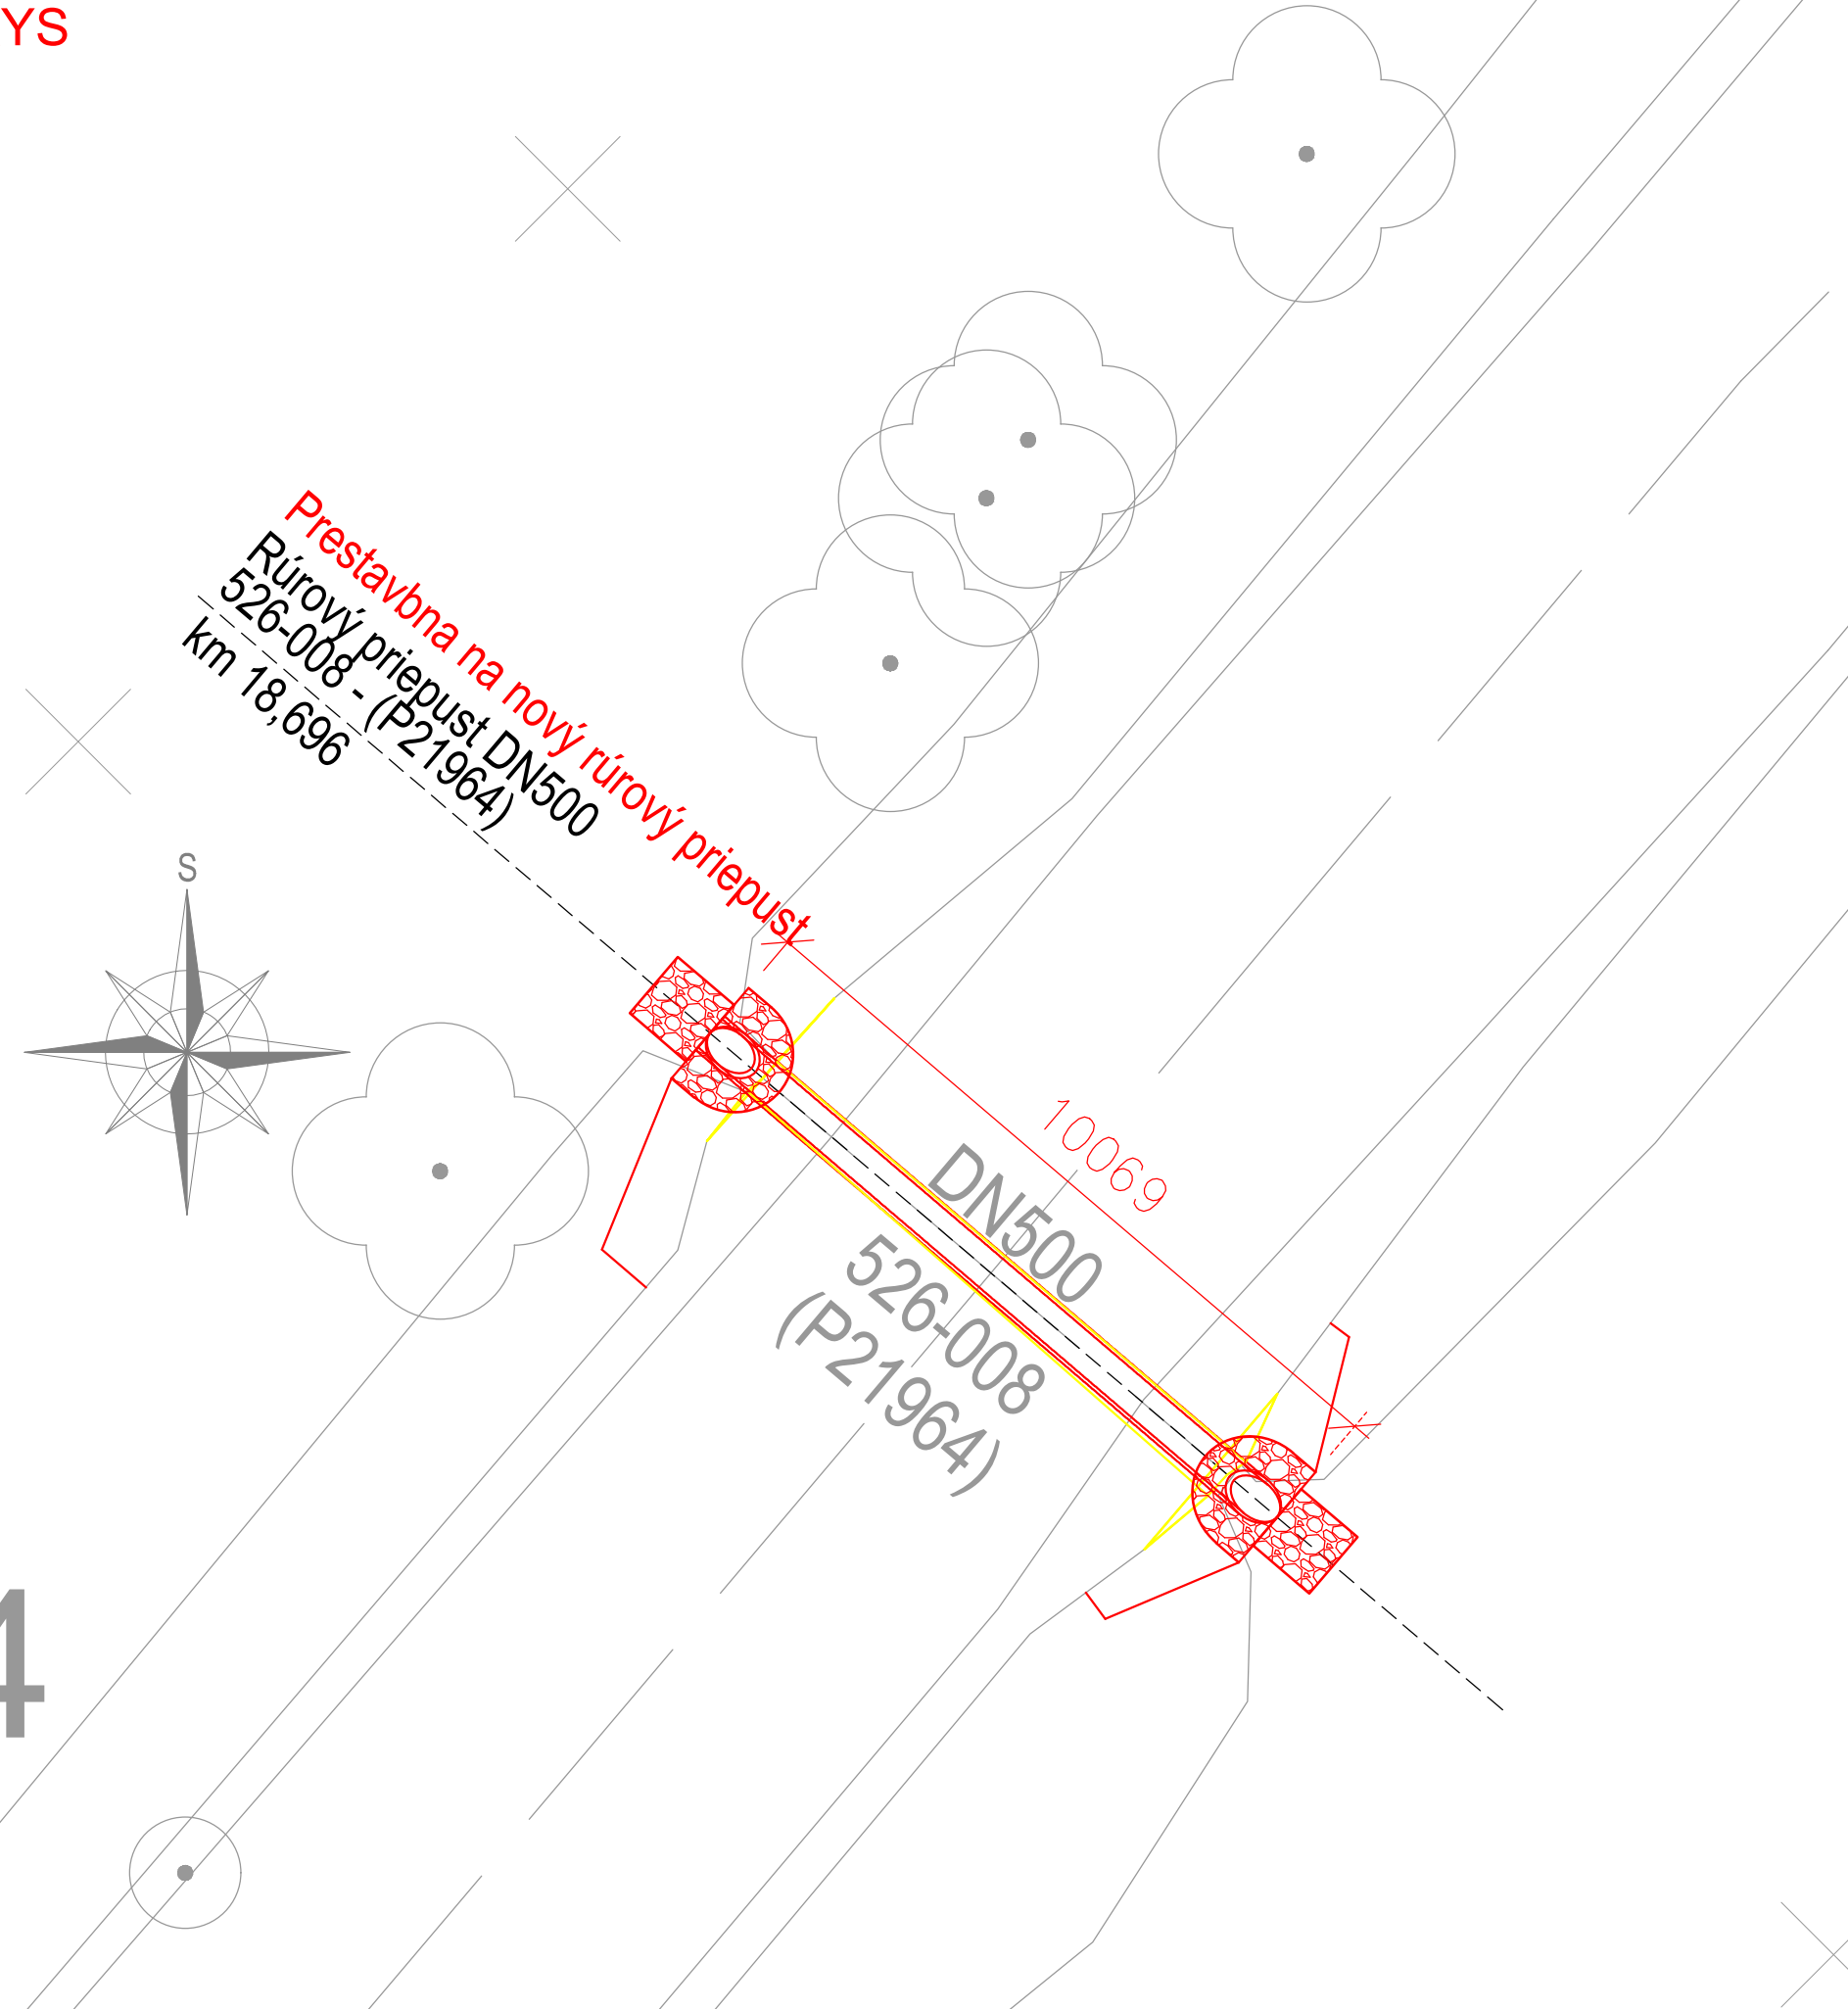 YS
Prestavbna na nový rúrový priepust
Rúrový priepust DN500
526-008 - (P21964)
km 18,696
S
10069
DN500
526-008
(P21964)
4